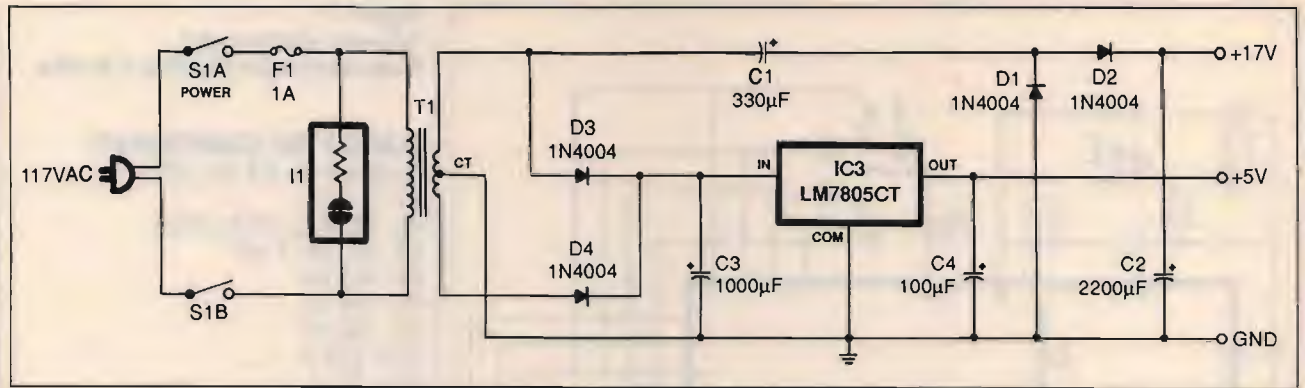 117VAC
S1A
POWER
F1
1A
I1
S1B
T1
CT
C1
330µF
D3
1N4004
D4
1N4004
C3
1000µF
IN
IC3
LM7805CT
OUT
COM
C4
100µF
D1
1N4004
D2
1N4004
C2
2200µF
+17V
+5V
GND